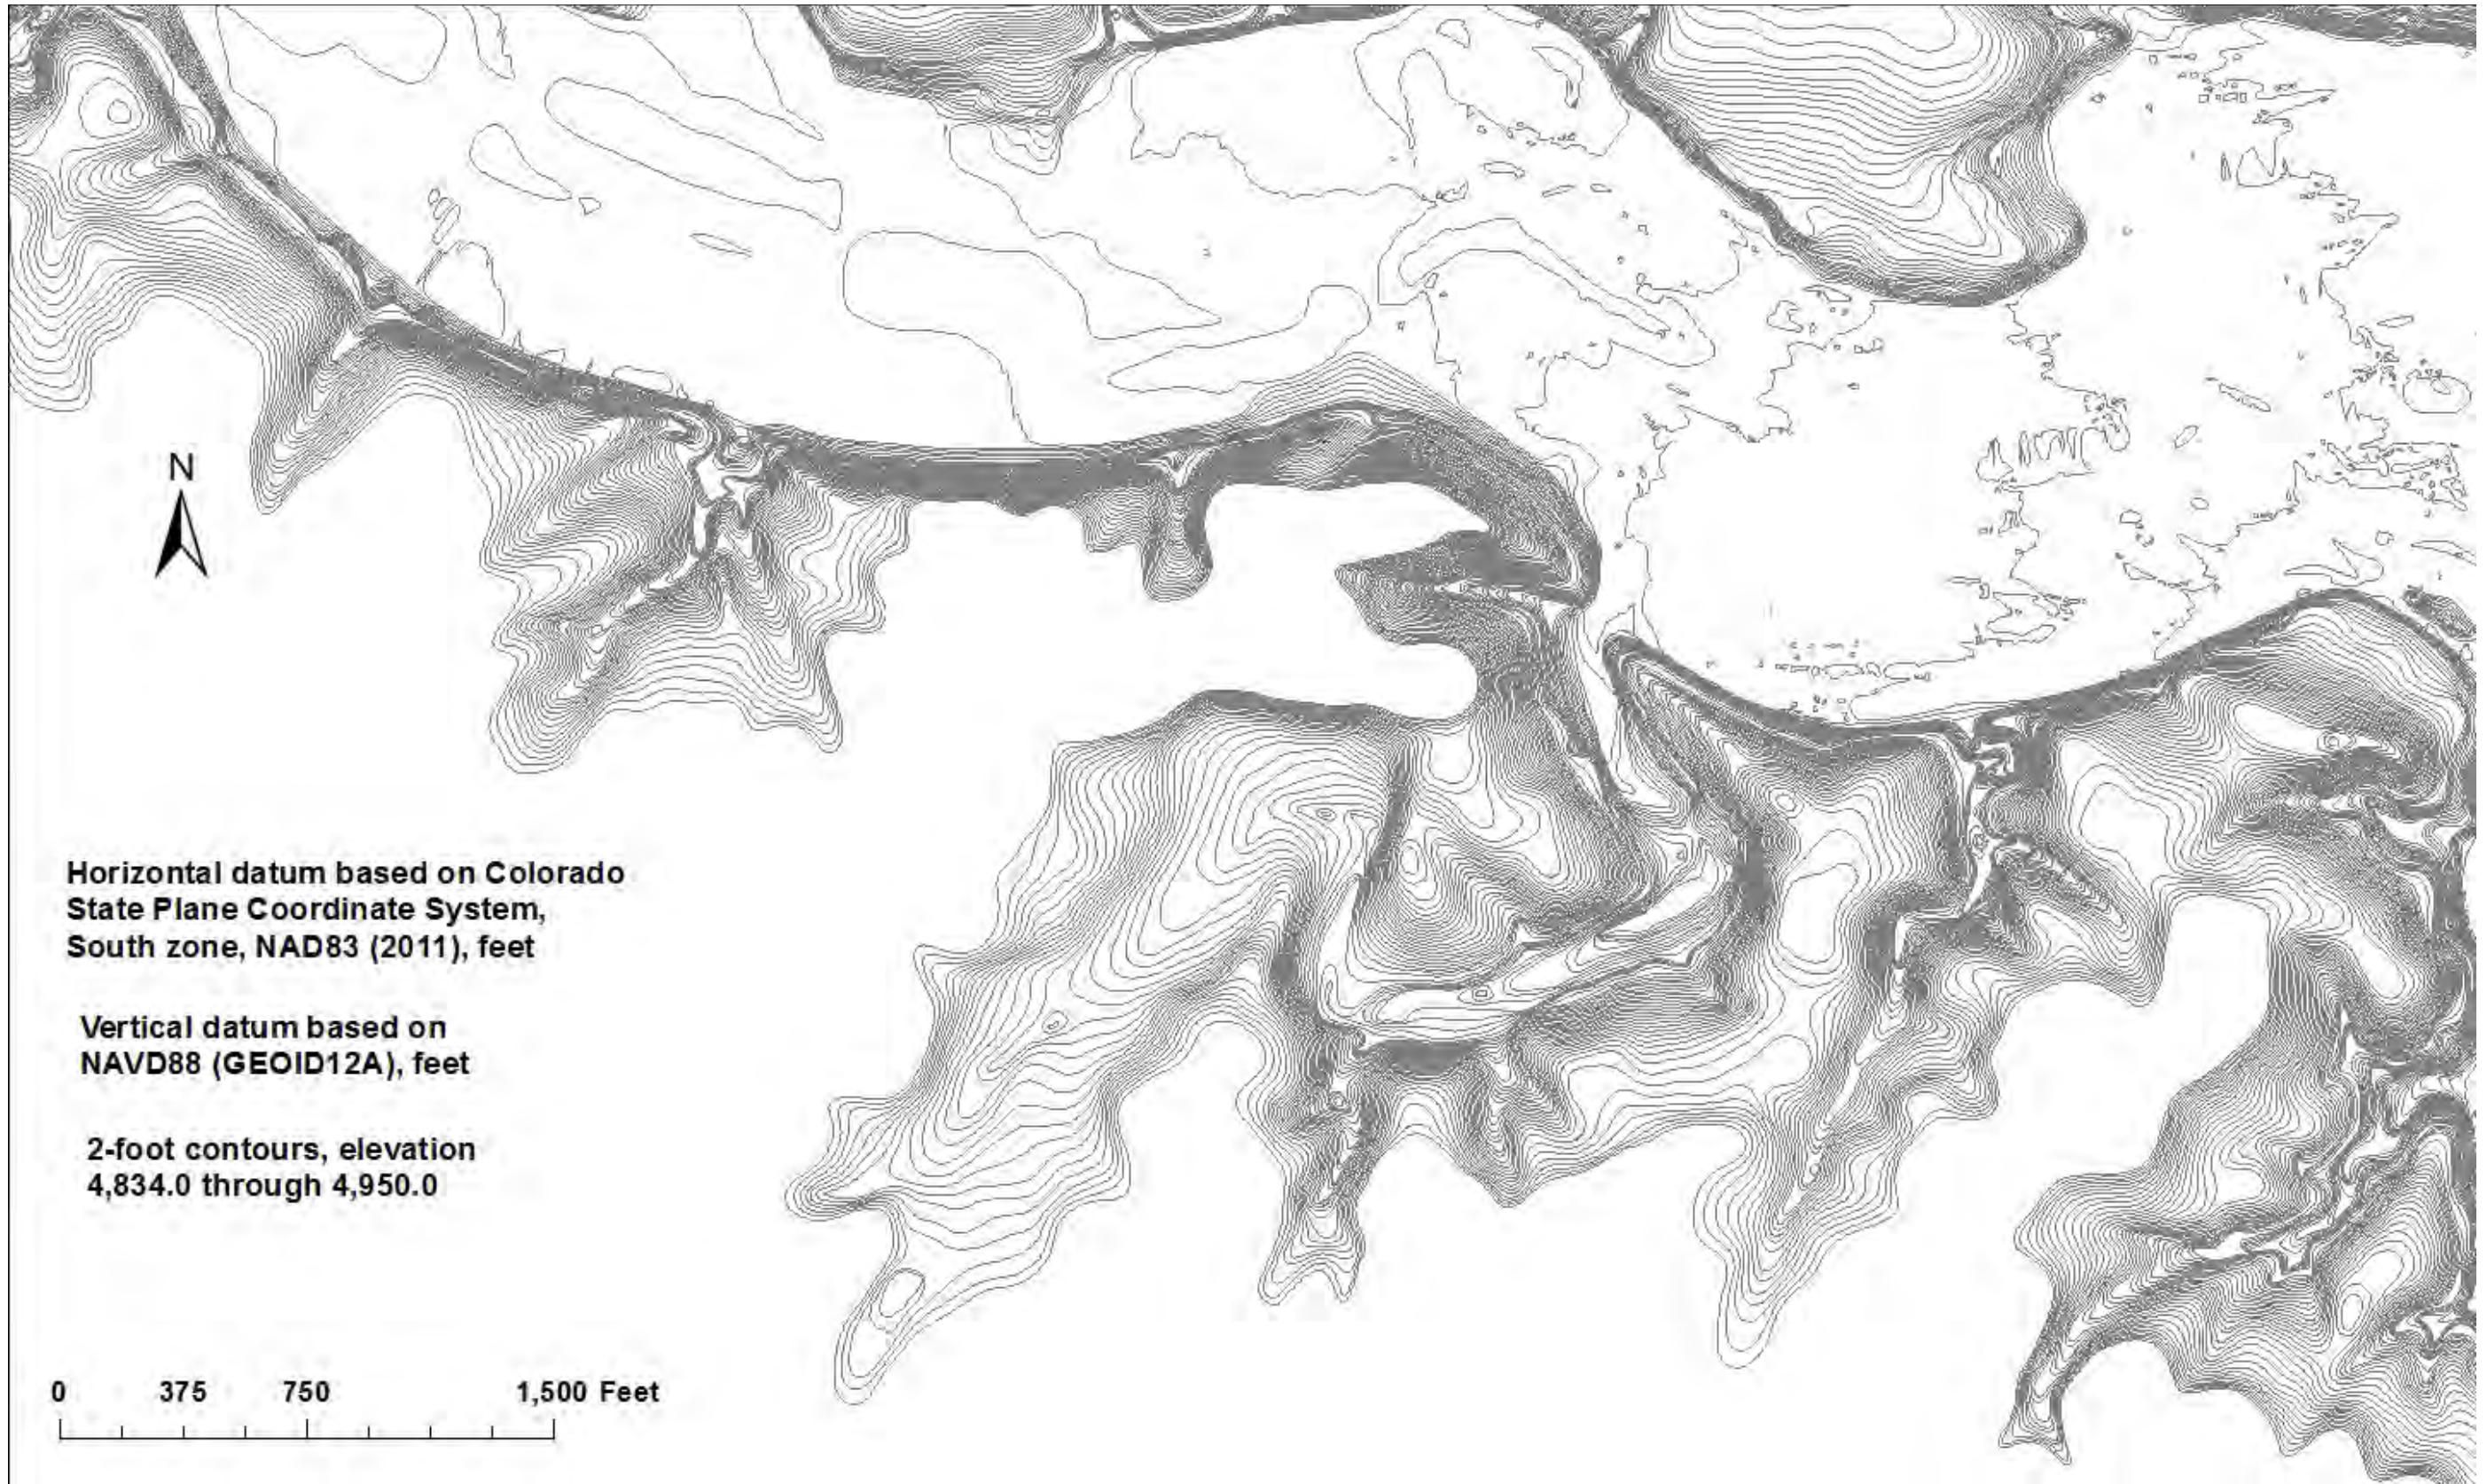 N
Horizontal datum based on Colorado
State Plane Coordinate System,
South zone, NAD83 (2011), feet
Vertical datum based on
NAVD88 (GEOID12A), feet
2-foot contours, elevation
4,834.0 through 4,950.0
0 375 750 1,500 Feet